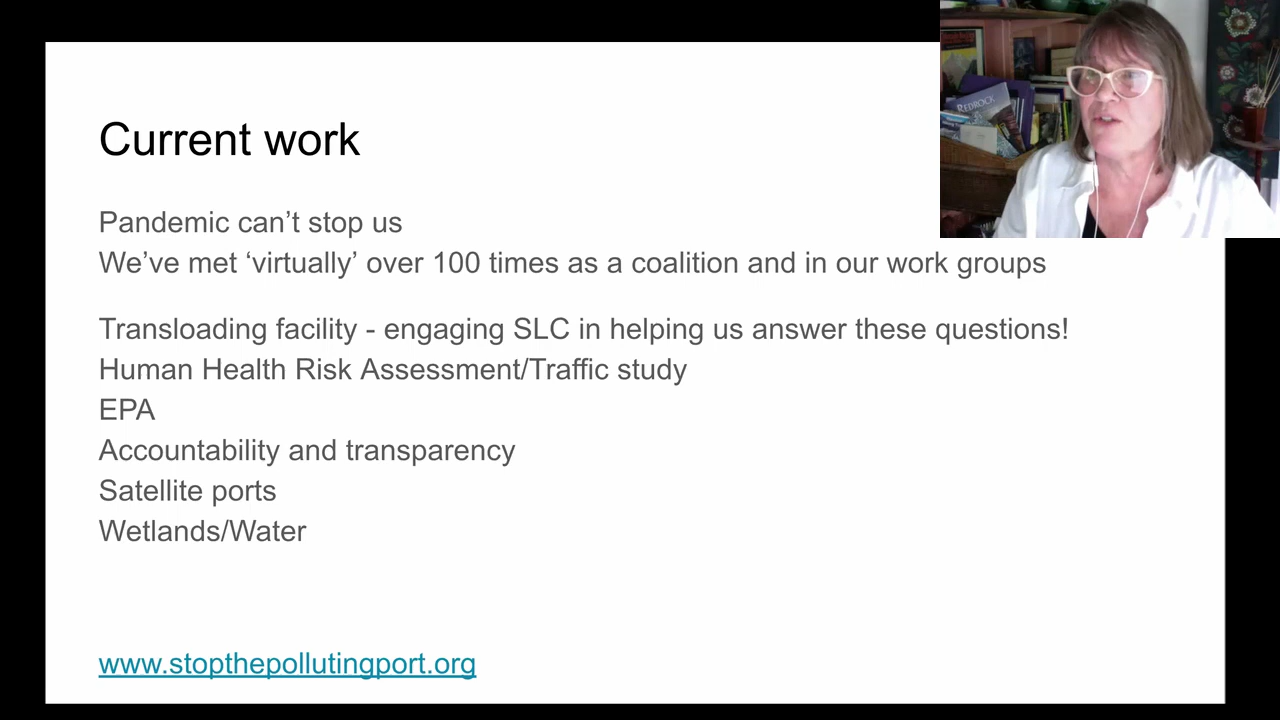 Current work
Pandemic can’t stop us
We’ve met ‘virtually’ over 100 times as a coalition and in our work groups
Transloading facility - engaging SLC in helping us answer these questions!
Human Health Risk Assessment/Traffic study
EPA
Accountability and transparency
Satellite ports
Wetlands/Water
www.stopthepollutingport.org
REDROCK